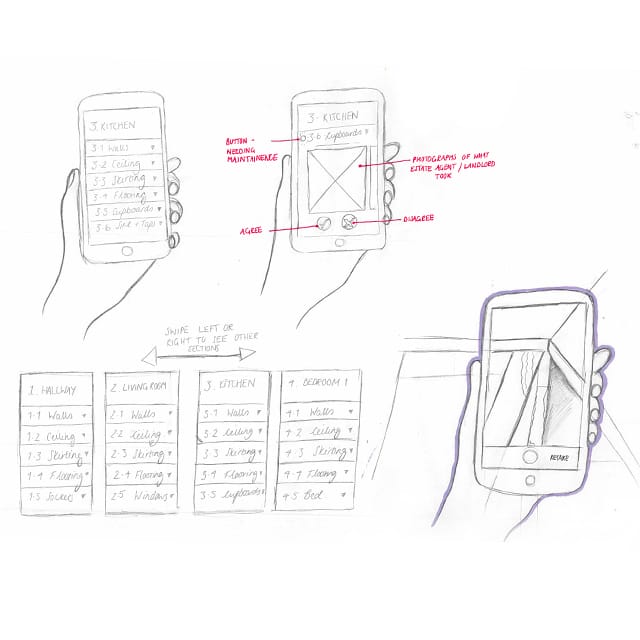 3. KITCHEN
3.1 Walls
3-2 Ceiling
3-3 Skirting
3-4 Flooring
3-5 Cupboards
3-6. Sink + Taps
3- KITCHEN
3-6 Cupboards
BUTTON -
NEEDING
MAINTAINENCE
PHOTOGRAPHS OF WHAT
ESTATE AGENT / LANDLORD
TOOK
AGREE
DISAGREE
SWIPE LEFT OR
RIGHT TO SEE OTHER
SECTIONS
1. HALLWAY
1-1 Walls
1-2 Ceiling
1-3 Skirting
1-4 Flooring
1-5 Sockets
2. LIVING ROOM
2-1 Walls
2-2 Ceiling
2-3 Skirting
2-4 Flooring
2-5 Windows
3. KITCHEN
3-1 Walls
3-2 Ceiling
3-3 Skirting
3-4 Flooring
3-5 Cupboards
4. BEDROOM 1
4-1 Walls
4-2 Ceiling
4-3 Skirting
4-4 Flooring
4-5 Bed
RETAKE